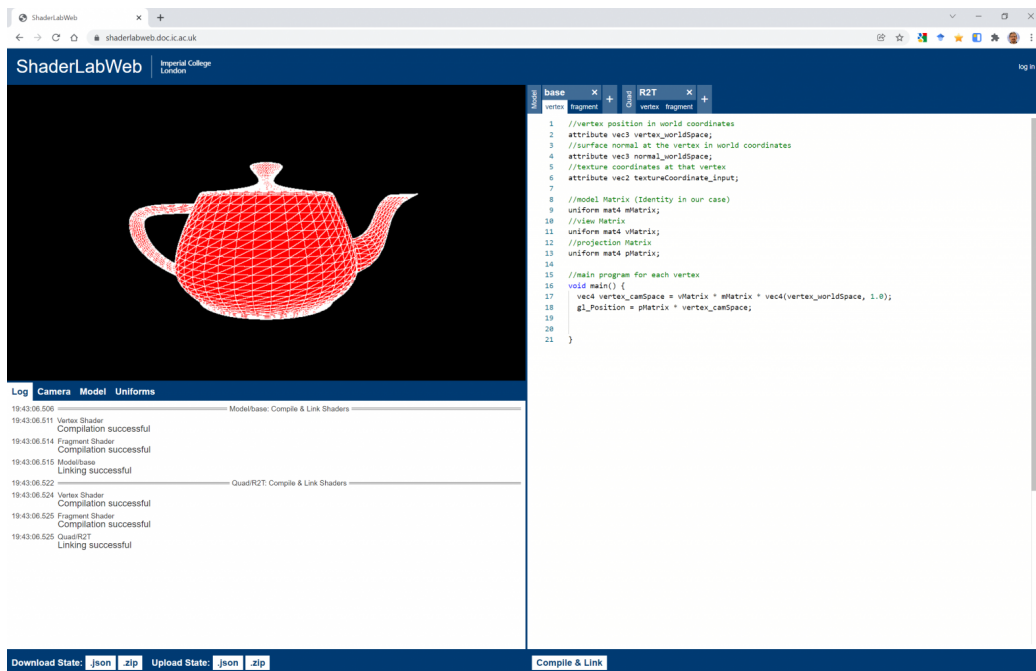 ShaderLabWeb
shaderlabweb.doc.ic.ac.uk
ShaderLabWeb
Imperial College
London
log in
Model
base
vertex fragment
Quad
R2T
vertex fragment
1 //vertex position in world coordinates
2 attribute vec3 vertex_worldSpace;
3 //surface normal at the vertex in world coordinates
4 attribute vec3 normal_worldSpace;
5 //texture coordinates at that vertex
6 attribute vec2 textureCoordinate_input;
7
8 //model Matrix (Identity in our case)
9 uniform mat4 mMatrix;
10 //view Matrix
11 uniform mat4 vMatrix;
12 //projection Matrix
13 uniform mat4 pMatrix;
14
15 //main program for each vertex
16 void main() {
17 vec4 vertex_camSpace = vMatrix * mMatrix * vec4(vertex_worldSpace, 1.0);
18 gl_Position = pMatrix * vertex_camSpace;
19
20
21 }
Log Camera Model Uniforms
19:43:06.506 Model/base: Compile & Link Shaders
19:43:06.511 Vertex Shader
Compilation successful
19:43:06.514 Fragment Shader
Compilation successful
19:43:06.515 Model/base
Linking successful
19:43:06.522 Quad/R2T: Compile & Link Shaders
19:43:06.524 Vertex Shader
Compilation successful
19:43:06.525 Fragment Shader
Compilation successful
19:43:06.525 Quad/R2T
Linking successful
Download State: .json .zip Upload State: .json .zip
Compile & Link